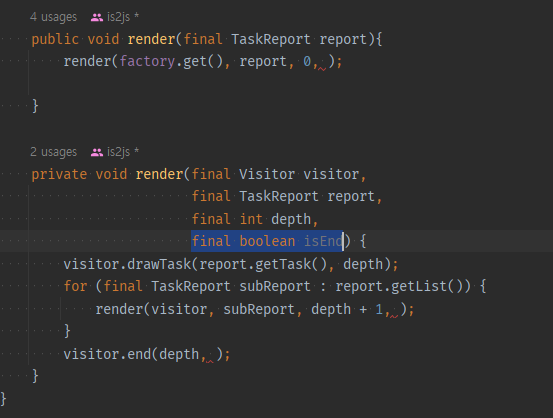 4 usages is2js *
public void render(final TaskReport report){
render(factory.get(), report, 0, );
}
2 usages is2js *
private void render(final Visitor visitor,
final TaskReport report,
final int depth,
final boolean isEnd) {
visitor.drawTask(report.getTask(), depth);
for (final TaskReport subReport : report.getList()) {
render(visitor, subReport, depth + 1, );
}
visitor.end(depth, );
}
}